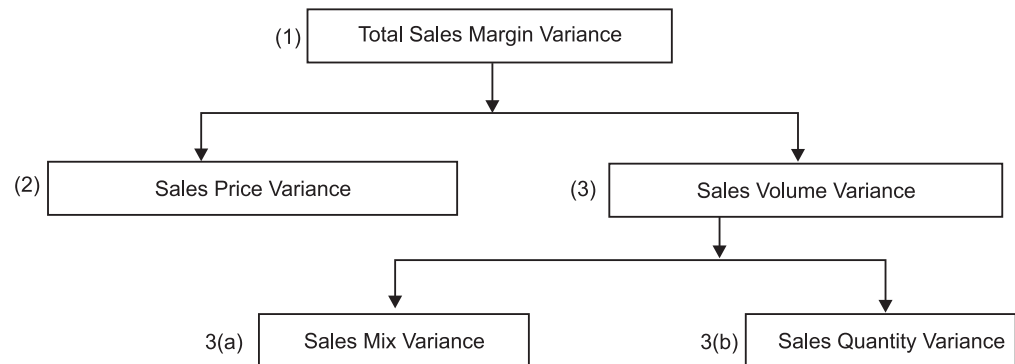 (1) Total Sales Margin Variance
(2) Sales Price Variance
(3) Sales Volume Variance
3(a) Sales Mix Variance
3(b) Sales Quantity Variance